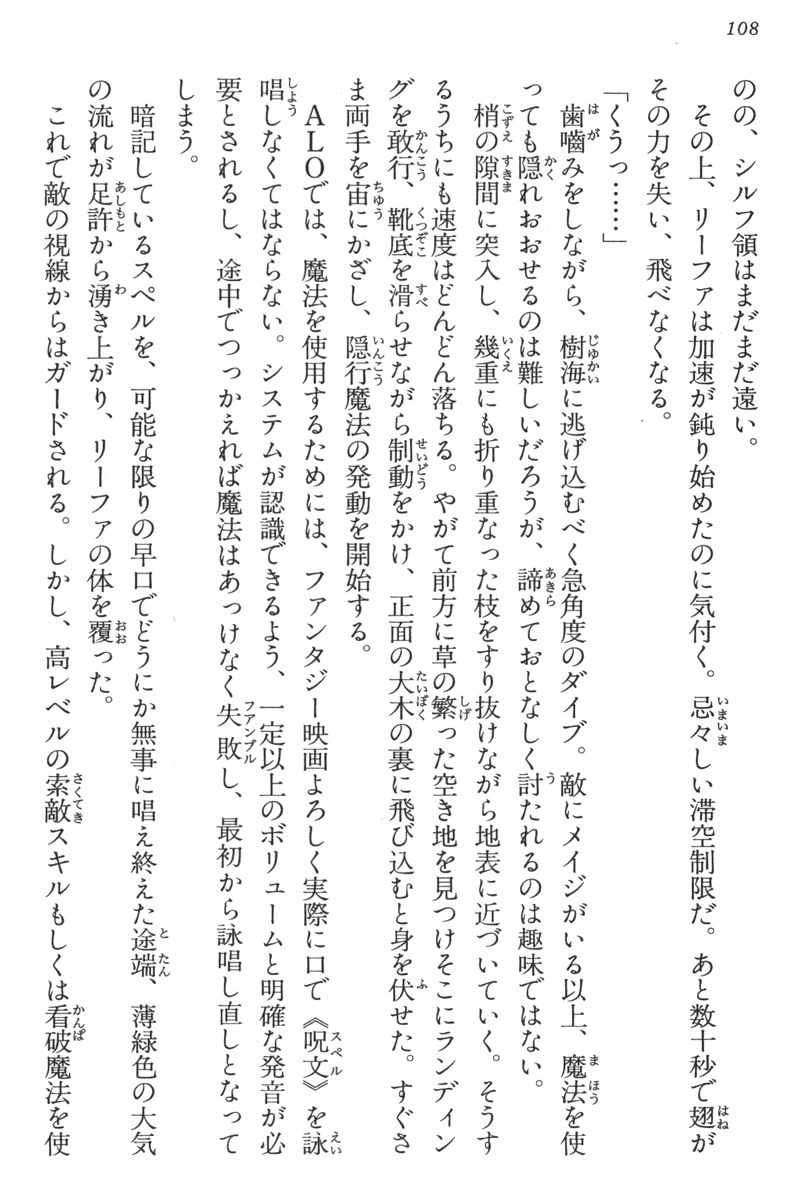 108
のの、シルフ領はまだまだ遠い。
その上、リーファは加速が鈍り始めたのに気付く。忌々しい滞空制限だ。あと数十秒で翅が
その力を失い、飛べなくなる。
「くうっ……」
歯嚙みをしながら、樹海に逃げ込むべく急角度のダイブ。敵にメイジがいる以上、魔法を使
っても隠れおおせるのは難しいだろうが、諦めておとなしく討たれるのは趣味ではない。
梢の隙間に突入し、幾重にも折り重なった枝をすり抜けながら地表に近づいていく。そうす
るうちにも速度はどんどん落ちる。やがて前方に草の繁った空き地を見つけそこにランディン
グを敢行、靴底を滑らせながら制動をかけ、正面の大木の裏に飛び込むと身を伏せた。すぐさ
ま両手を宙にかざし、隠行魔法の発動を開始する。
ALOでは、魔法を使用するためには、ファンタジー映画よろしく実際に口で《呪文》を詠
唱しなくてはならない。システムが認識できるよう、一定以上のボリュームと明確な発音が必
要とされるし、途中でつっかえれば魔法はあっけなく失敗し、最初から詠唱し直しとなって
しまう。
暗記しているスペルを、可能な限りの早口でどうにか無事に唱え終えた途端、薄緑色の大気
の流れが足許から湧き上がり、リーファの体を覆った。
これで敵の視線からはガードされる。しかし、高レベルの索敵スキルもしくは看破魔法を使